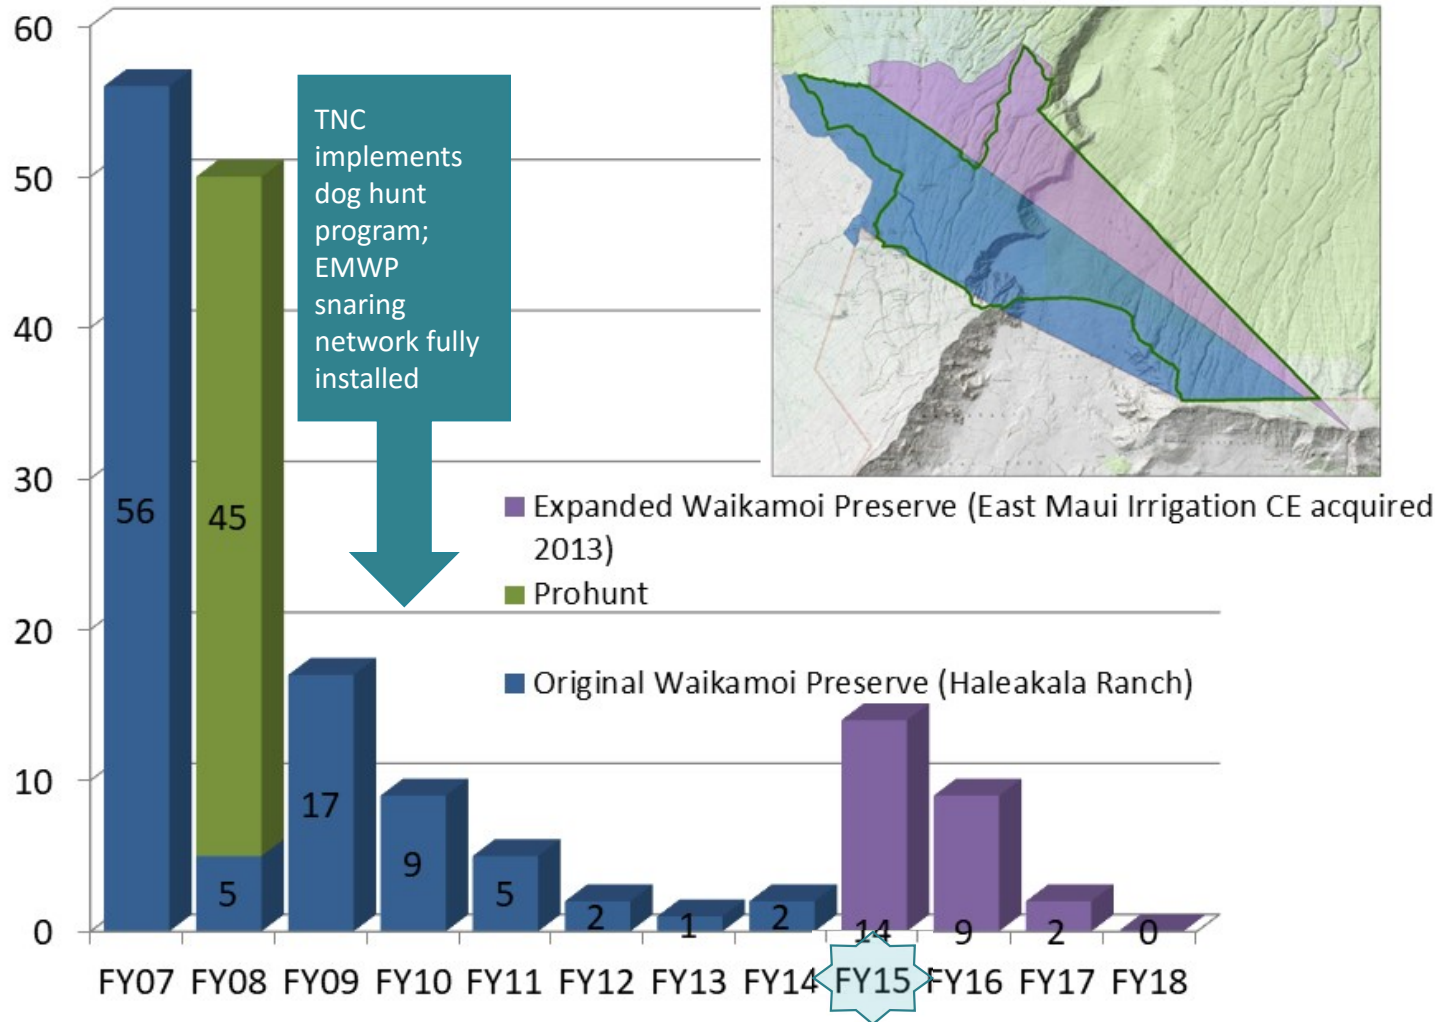 60
50
40
30
20
10
0
TNC
implements
dog hunt
program;
EMWP
snaring
network fully
installed
Expanded Waikamoi Preserve (East Maui Irrigation CE acquired
2013)
Prohunt
Original Waikamoi Preserve (Haleakala Ranch)
56
45
5
17
9
5
2
1
2
14
9
2
0
FY07 FY08 FY09 FY10 FY11 FY12 FY13 FY14 FY15 FY16 FY17 FY18